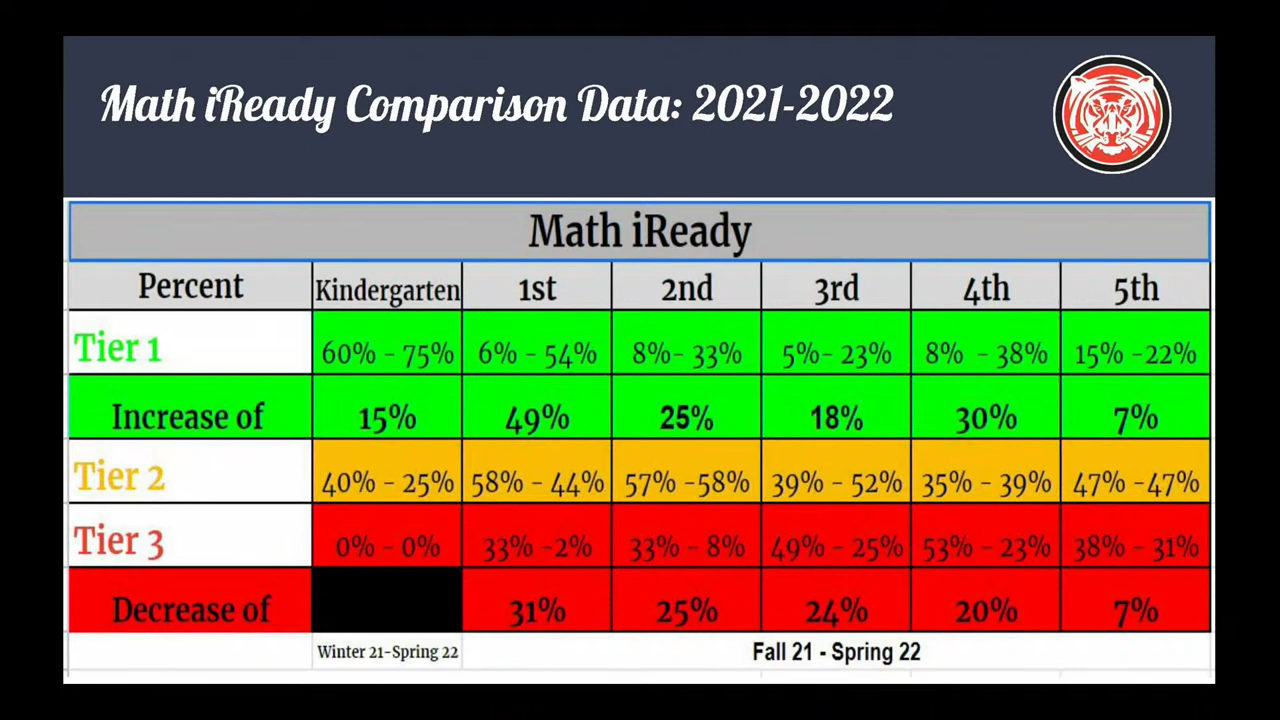 Math iReady Comparison Data: 2021-2022
Math iReady
Percent Kindergarten 1st 2nd 3rd 4th 5th
Tier 1 60% - 75% 6% - 54% 8%- 33% 5%- 23% 8% - 38% 15% -22%
Increase of 15% 49% 25% 18% 30% 7%
Tier 2 40% - 25% 58% - 44% 57% -58% 39% - 52% 35% - 39% 47% -47%
Tier 3 0% - 0% 33% -2% 33% - 8% 49% - 25% 53% - 23% 38% - 31%
Decrease of 31% 25% 24% 20% 7%
Winter 21-Spring 22 Fall 21 - Spring 22